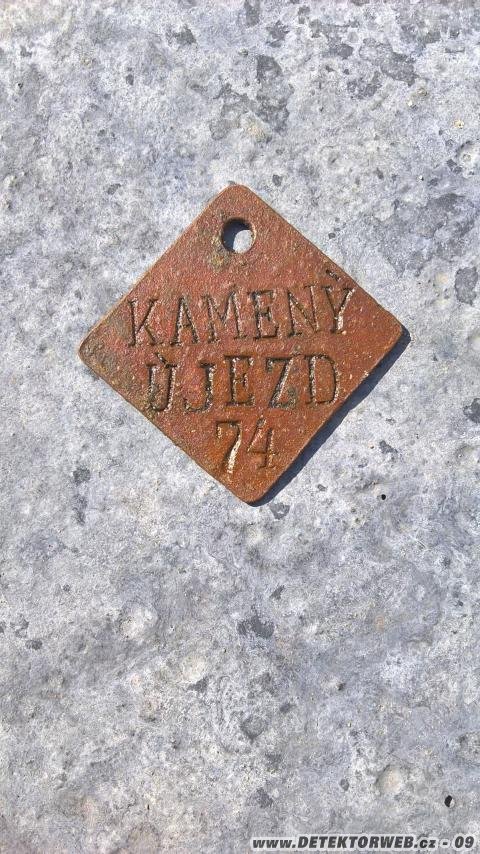 KAMENÝ
ÚJEZD
74
www.DETEKTORWEB.cz - 09